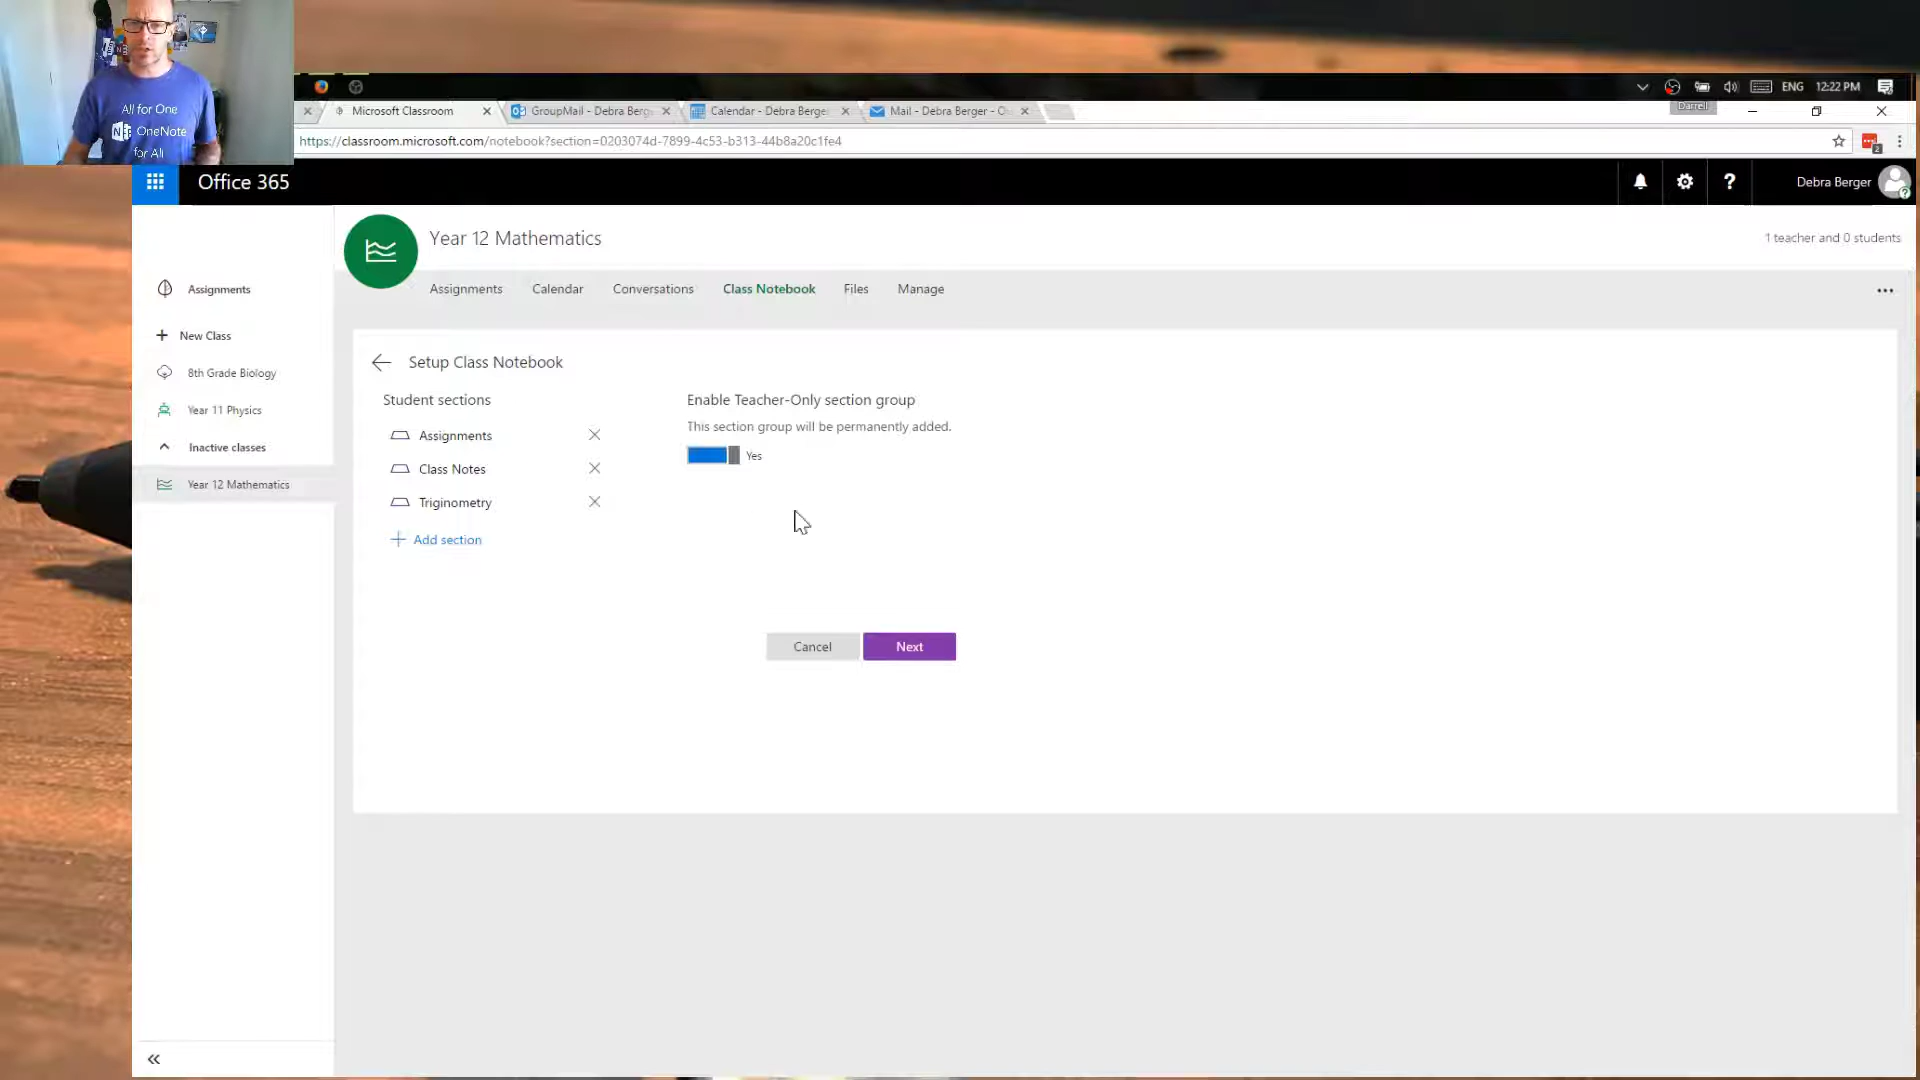 All for One
N OneNote
for All
ENG 12:22 PM
Darrell
Microsoft Classroom
GroupMail - Debra Berg
Calendar - Debra Berge
Mail - Debra Berger - O
https://classroom.microsoft.com/notebook?section=0203074d-7899-4c53-b313-44b8a20c1fe4
2
Office 365
Debra Berger
Year 12 Mathematics
1 teacher and 0 students
Assignments
Calendar
Conversations
Class Notebook
Files
Manage
Assignments
New Class
8th Grade Biology
Year 11 Physics
Inactive classes
Year 12 Mathematics
Setup Class Notebook
Student sections
Assignments
Class Notes
Triginometry
Add section
Enable Teacher-Only section group
This section group will be permanently added.
Yes
Cancel
Next